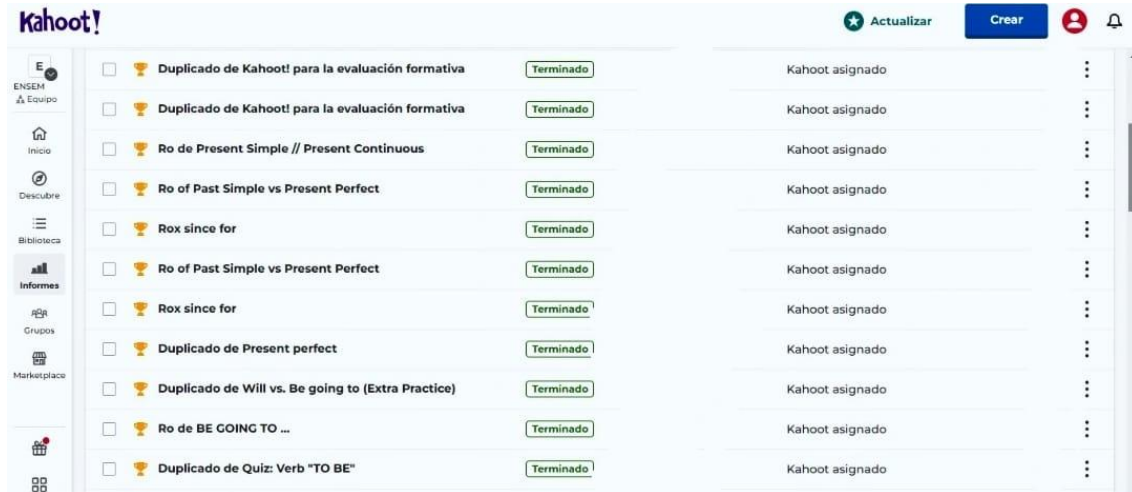 Kahoot!
Actualizar
Crear
E
ENSEM
Equipo
Inicio
Descubre
Biblioteca
Informes
Grupos
Marketplace
Duplicado de Kahoot! para la evaluación formativa Terminado Kahoot asignado
Duplicado de Kahoot! para la evaluación formativa Terminado Kahoot asignado
Ro de Present Simple // Present Continuous Terminado Kahoot asignado
Ro of Past Simple vs Present Perfect Terminado Kahoot asignado
Rox since for Terminado Kahoot asignado
Ro of Past Simple vs Present Perfect Terminado Kahoot asignado
Rox since for Terminado Kahoot asignado
Duplicado de Present perfect Terminado Kahoot asignado
Duplicado de Will vs. Be going to (Extra Practice) Terminado Kahoot asignado
Ro de BE GOING TO ... Terminado Kahoot asignado
Duplicado de Quiz: Verb "TO BE" Terminado Kahoot asignado